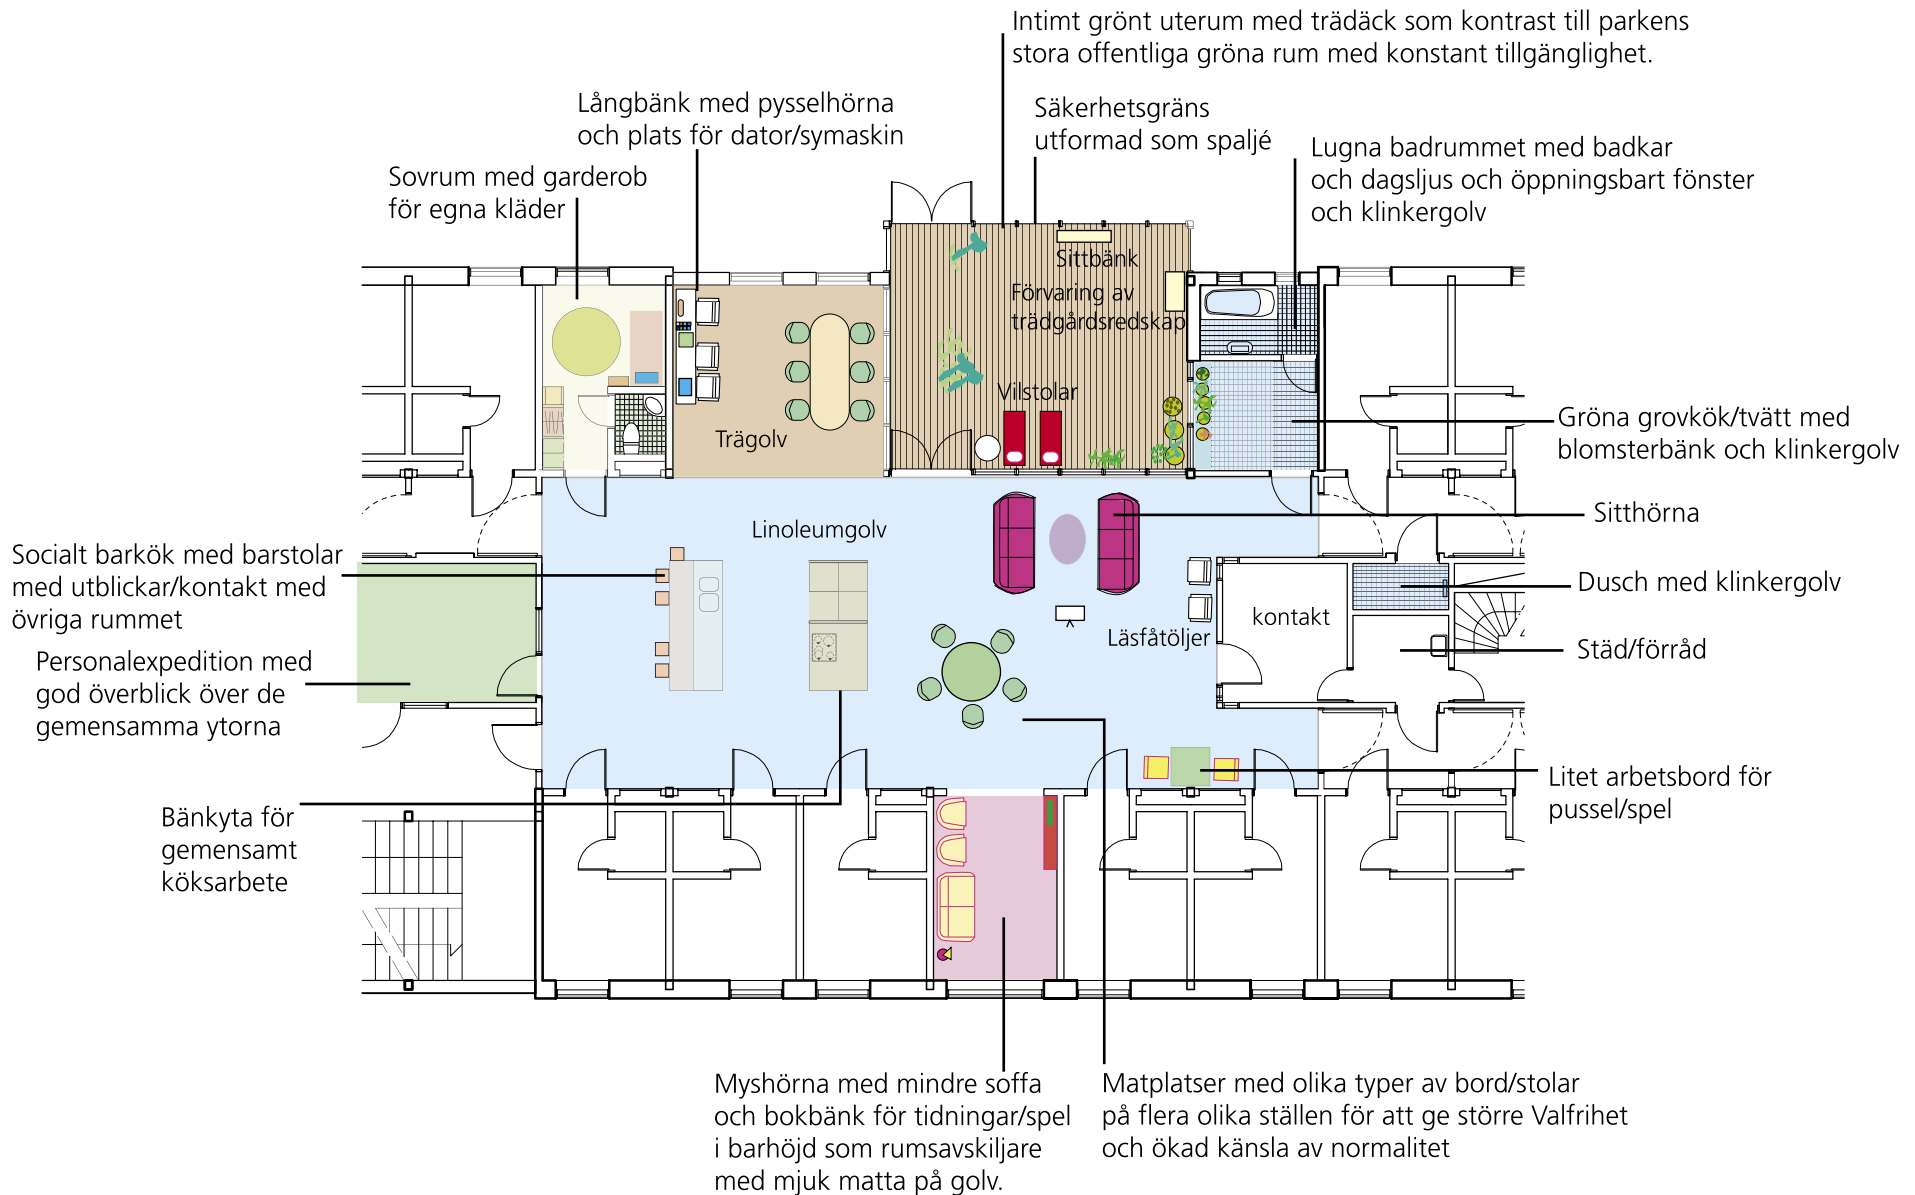 Intimt grönt uterum med trädäck som kontrast till parkens
stora offentliga gröna rum med konstant tillgänglighet.
Långbänk med pysselhörna
och plats för dator/symaskin
Säkerhetsgräns
utformad som spaljé
Lugna badrummet med badkar
och dagsljus och öppningsbart fönster
och klinkergolv
Sovrum med garderob
för egna kläder
Sittbänk
Förvaring av
trädgårdsredskap
Vilstolar
Trägolv
Gröna grovkök/tvätt med
blomsterbänk och klinkergolv
Linoleumgolv
Sitthörna
Socialt barkök med barstolar
med utblickar/kontakt med
övriga rummet
Dusch med klinkergolv
kontakt
Läsfåtöljer
Städ/förråd
Personalexpedition med
god överblick över de
gemensamma ytorna
Litet arbetsbord för
pussel/spel
Bänkyta för
gemensamt
köksarbete
Myshörna med mindre soffa
och bokbänk för tidningar/spel
i barhöjd som rumsavskiljare
med mjuk matta på golv.
Matplatser med olika typer av bord/stolar
på flera olika ställen för att ge större Valfrihet
och ökad känsla av normalitet